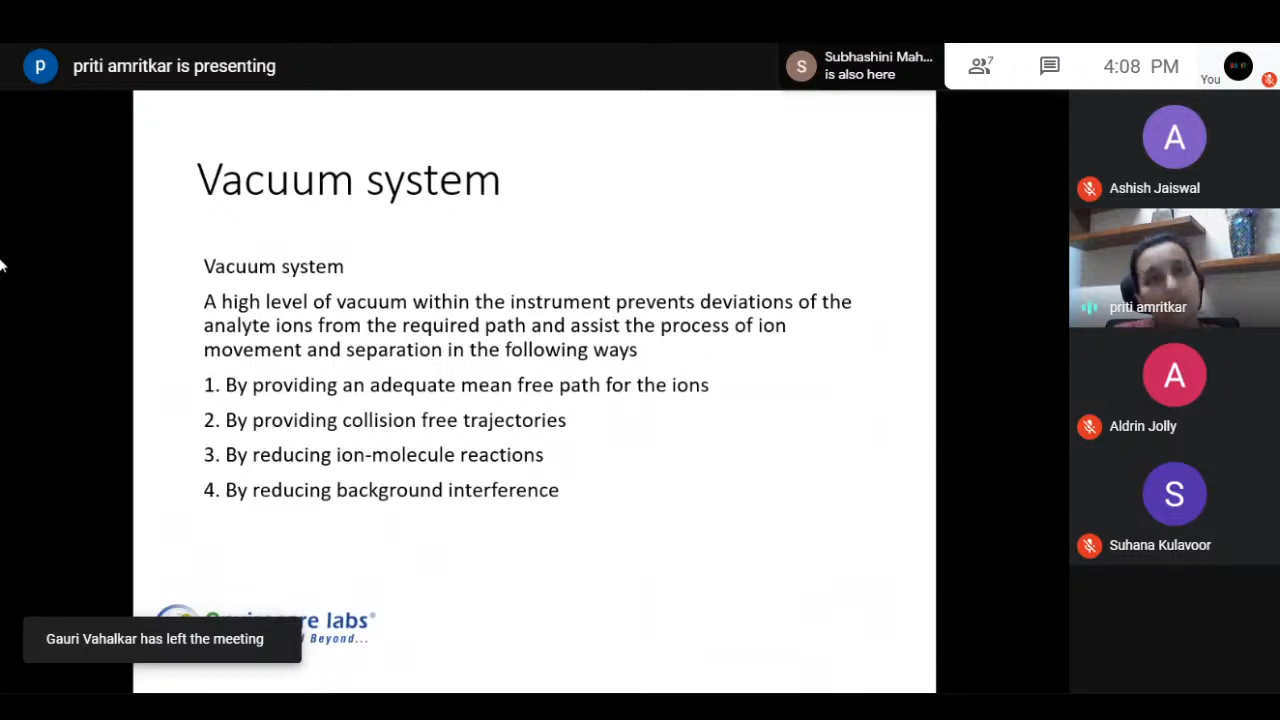 p
priti amritkar is presenting
S
Subhashini Mah...
is also here
7
4:08 PM
You
Vacuum system
Vacuum system
A high level of vacuum within the instrument prevents deviations of the
analyte ions from the required path and assist the process of ion
movement and separation in the following ways
1. By providing an adequate mean free path for the ions
2. By providing collision free trajectories
3. By reducing ion-molecule reactions
4. By reducing background interference
labs®
Beyond...
Gauri Vahalkar has left the meeting
A
Ashish Jaiswal
priti amritkar
A
Aldrin Jolly
S
Suhana Kulavoor